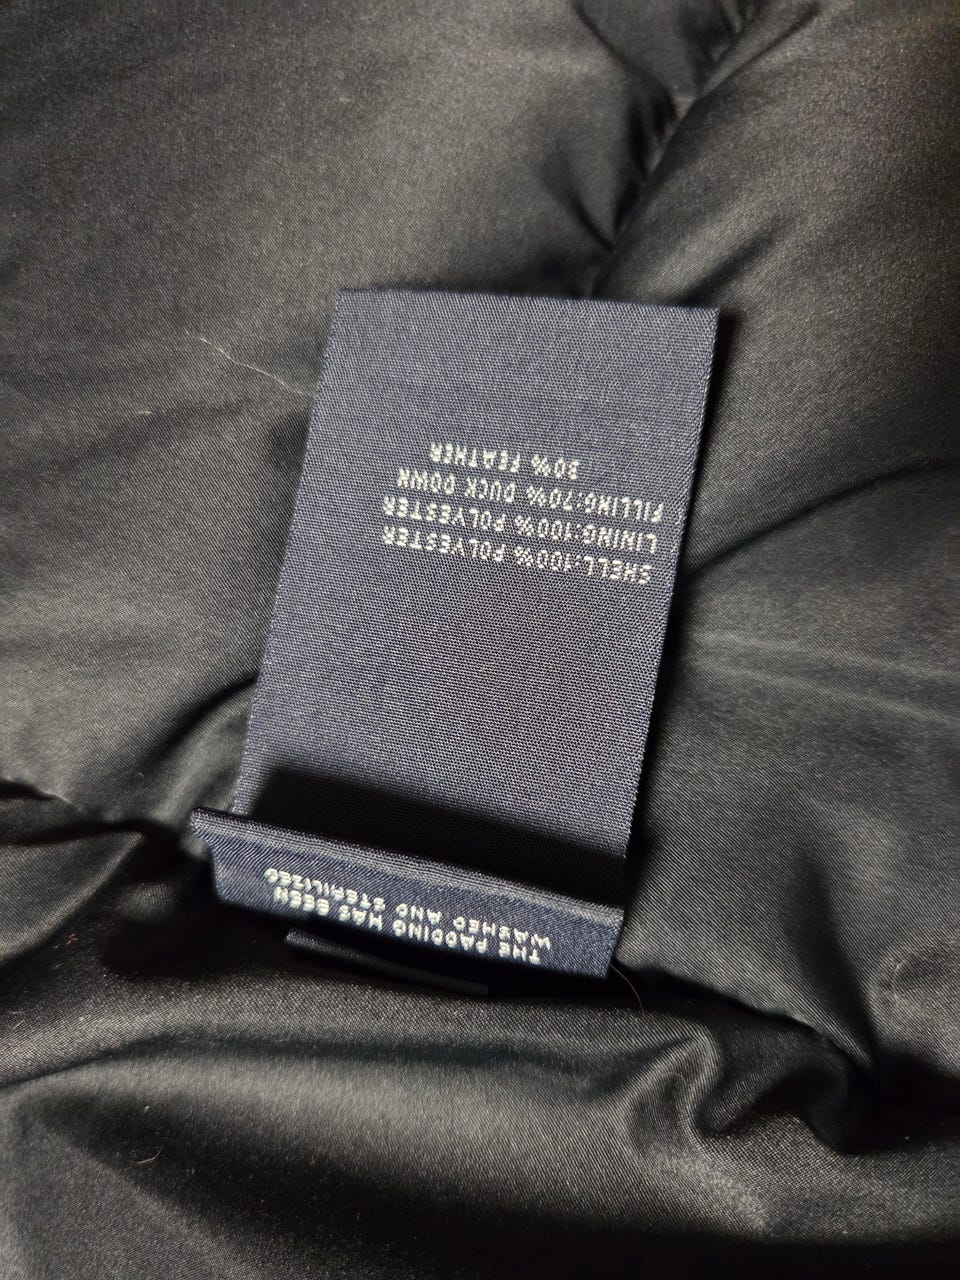 THE PADDING HAS BEEN
WASHED AND STERILIZED
SHELL:100% POLYESTER
LINING:100% POLYESTER
FILLING:70% DUCK DOWN
30% FEATHER